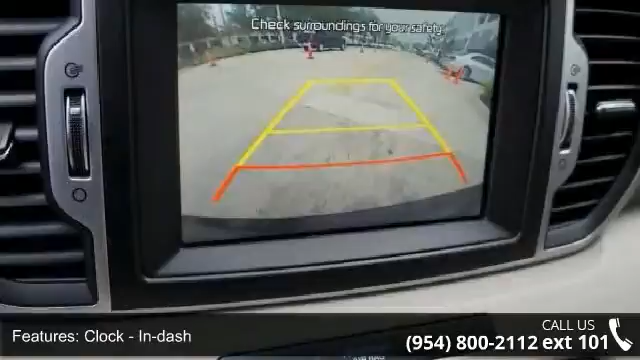 Check surroundings for your safety
Features: Clock - In-dash
CALL US
(954) 800-2112 ext 101